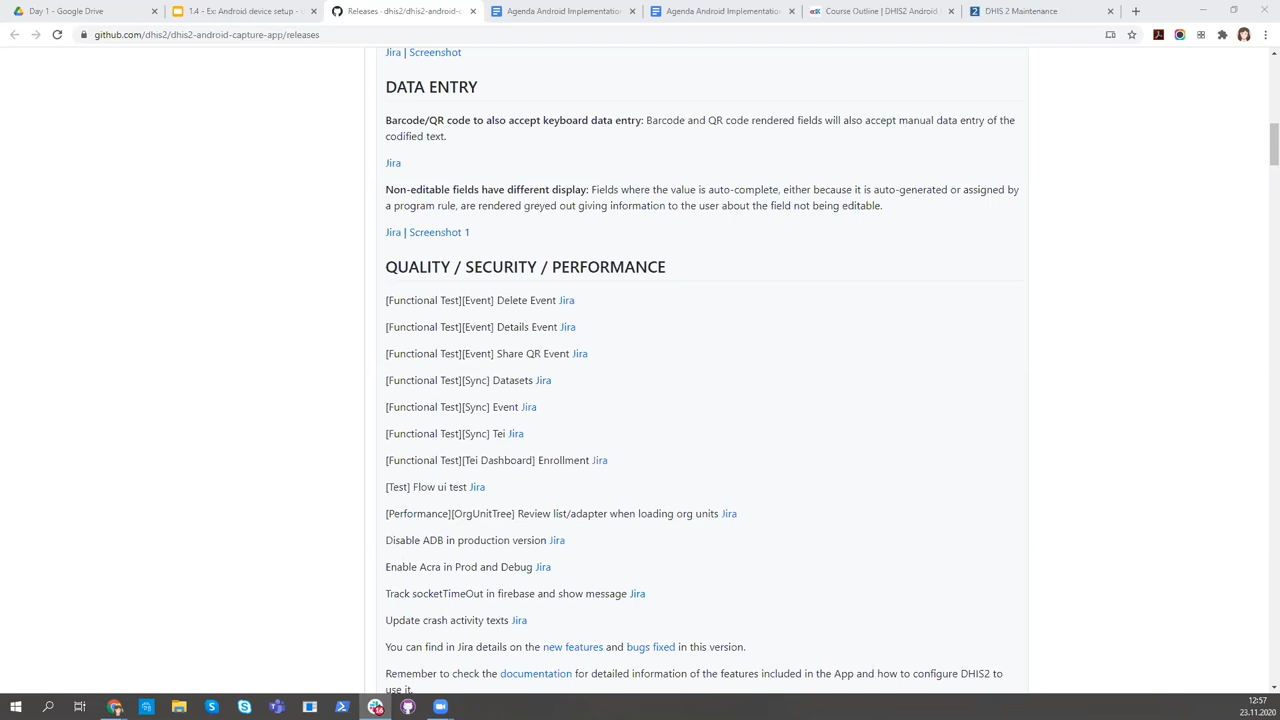 Day 1 - Google Drive
1.4 - Ex: Android device setup -
Releases · dhis2/dhis2-android-c
Agenda Android Implementation
Agenda Android Implementation
Course Outline | DHIS2 Android
DHIS 2 Maintenance
github.com/dhis2/dhis2-android-capture-app/releases
Jira | Screenshot
DATA ENTRY
Barcode/QR code to also accept keyboard data entry: Barcode and QR code rendered fields will also accept manual data entry of the
codified text.
Jira
Non-editable fields have different display: Fields where the value is auto-complete, either because it is auto-generated or assigned by
a program rule, are rendered greyed out giving information to the user about the field not being editable.
Jira | Screenshot 1
QUALITY / SECURITY / PERFORMANCE
[Functional Test][Event] Delete Event Jira
[Functional Test][Event] Details Event Jira
[Functional Test][Event] Share QR Event Jira
[Functional Test][Sync] Datasets Jira
[Functional Test][Sync] Event Jira
[Functional Test][Sync] Tei Jira
[Functional Test][Tei Dashboard] Enrollment Jira
[Test] Flow ui test Jira
[Performance][OrgUnitTree] Review list/adapter when loading org units Jira
Disable ADB in production version Jira
Enable Acra in Prod and Debug Jira
Track socketTimeOut in firebase and show message Jira
Update crash activity texts Jira
You can find in Jira details on the new features and bugs fixed in this version.
Remember to check the documentation for detailed information of the features included in the App and how to configure DHIS2 to
use it.
12:57
23.11.2020